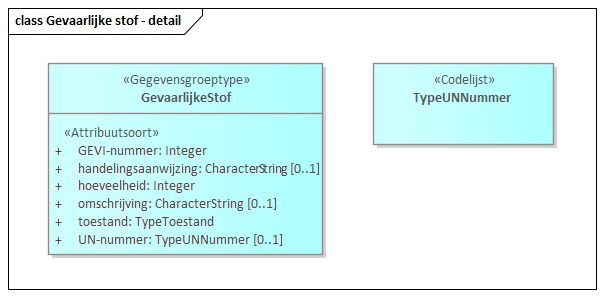 class Gevaarlijke stof - detail
«Gegevensgroeptype»
GevaarlijkeStof
«Attribuutsoort»
+ GEVI-nummer: Integer
+ handelingsaanwijzing: CharacterString [0..1]
+ hoeveelheid: Integer
+ omschrijving: CharacterString [0..1]
+ toestand: TypeToestand
+ UN-nummer: TypeUNNummer [0..1]
«Codelijst»
TypeUNNummer